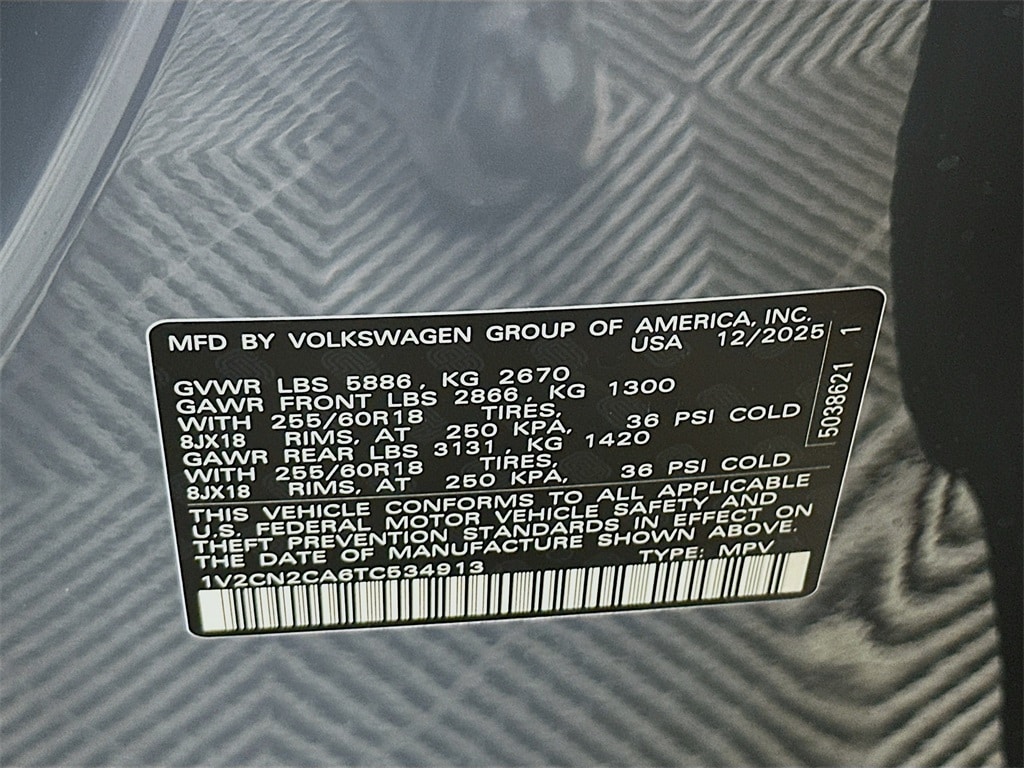 MFD BY VOLKSWAGEN GROUP OF AMERICA, INC.
USA 12/2025
GVWR LBS 5886, KG 2670
GAWR FRONT LBS 2866, KG 1300
WITH 255/60R18 TIRES,
8JX18 RIMS, AT 250 KPA, 36 PSI COLD
GAWR REAR LBS 3131, KG 1420
WITH 255/60R18 TIRES,
8JX18 RIMS, AT 250 KPA, 36 PSI COLD
THIS VEHICLE CONFORMS TO ALL APPLICABLE
U.S. FEDERAL MOTOR VEHICLE SAFETY AND
THEFT PREVENTION STANDARDS IN EFFECT ON
THE DATE OF MANUFACTURE SHOWN ABOVE.
1V2CN2CA6TC534913 TYPE: MPV
5038621 1